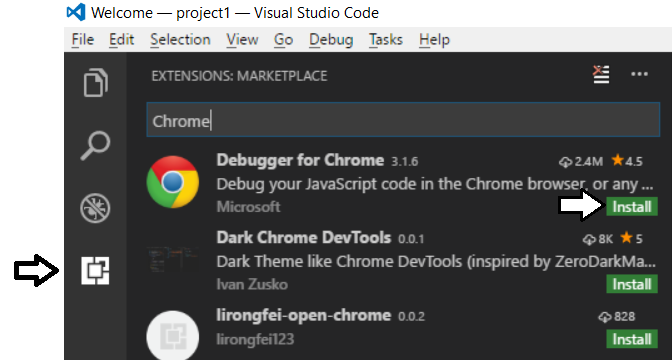 Welcome — project1 — Visual Studio Code
File Edit Selection View Go Debug Tasks Help
EXTENSIONS: MARKETPLACE
Chrome
Debugger for Chrome 3.1.6 2.4M 4.5
Debug your JavaScript code in the Chrome browser, or any ...
Microsoft Install
Dark Chrome DevTools 0.0.1 8K 5
Dark Theme like Chrome DevTools (inspired by ZeroDarkMa...
Ivan Zusko Install
lirongfei-open-chrome 0.0.2 828
lirongfei123 Install